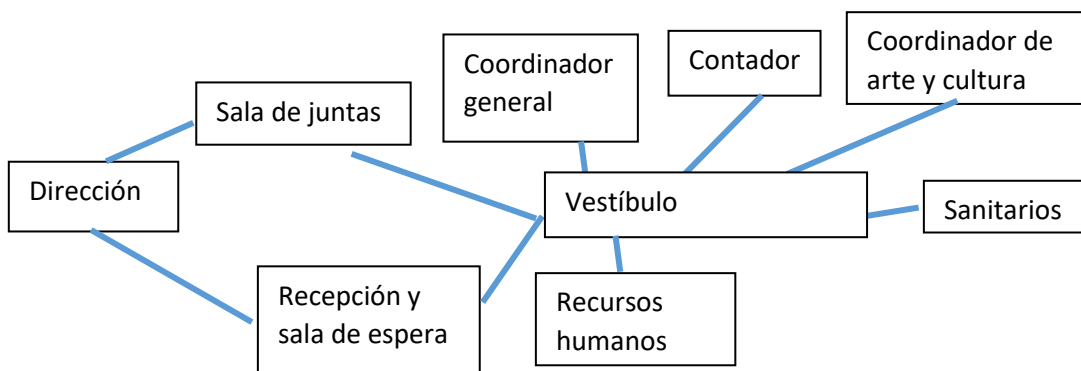 Coordinador de
arte y cultura
Contador
Coordinador
general
Sala de juntas
Dirección
Vestíbulo
Sanitarios
Recepción y
sala de espera
Recursos
humanos